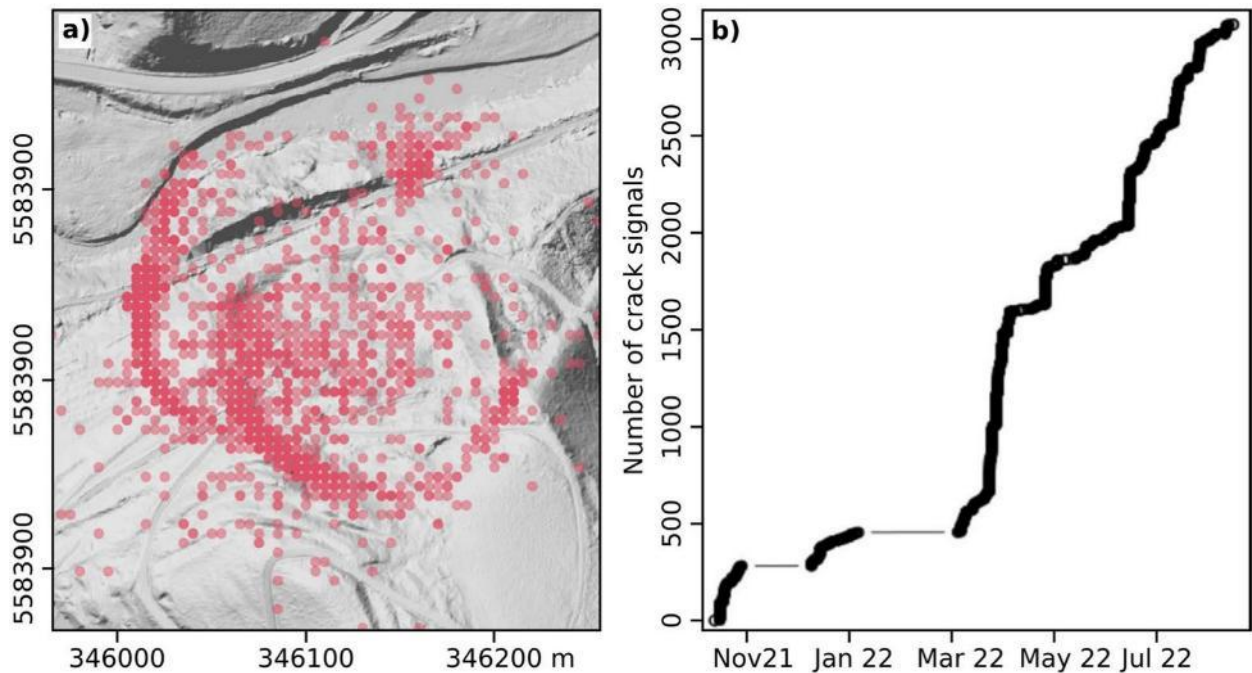 a)
5583900
5583900
5583900
346000
346100
346200 m
b)
Number of crack signals
3000
2500
2000
1500
1000
500
0
Nov21
Jan 22
Mar 22
May 22
Jul 22